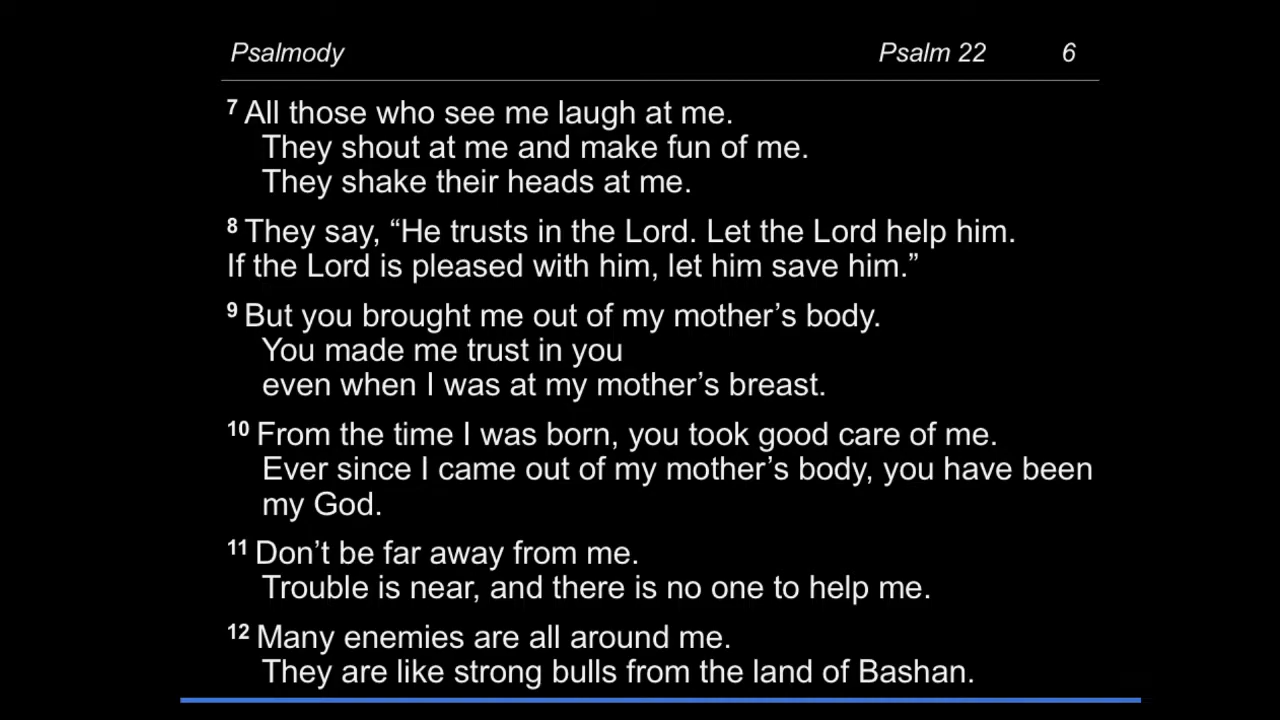 Psalmody Psalm 22 6
7 All those who see me laugh at me.
They shout at me and make fun of me.
They shake their heads at me.
8 They say, “He trusts in the Lord. Let the Lord help him.
If the Lord is pleased with him, let him save him.”
9 But you brought me out of my mother’s body.
You made me trust in you
even when I was at my mother’s breast.
10 From the time I was born, you took good care of me.
Ever since I came out of my mother’s body, you have been
my God.
11 Don’t be far away from me.
Trouble is near, and there is no one to help me.
12 Many enemies are all around me.
They are like strong bulls from the land of Bashan.